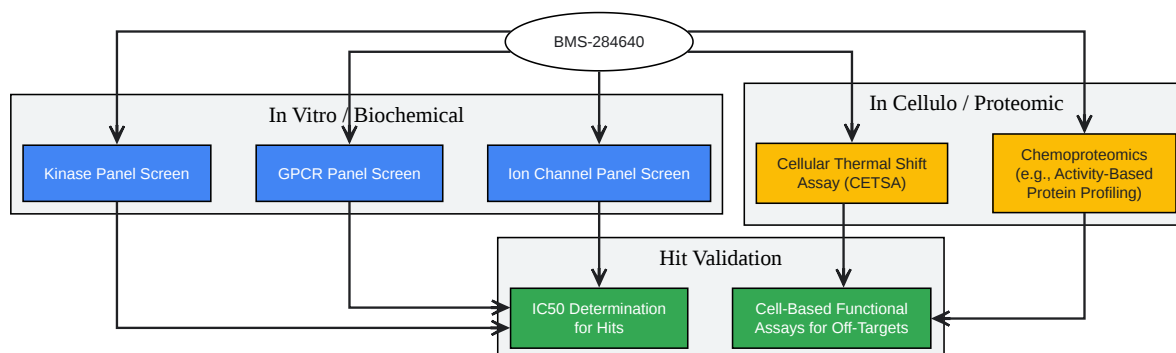 BMS-284640
In Vitro / Biochemical
In Cellulo / Proteomic
Kinase Panel Screen
GPCR Panel Screen
Ion Channel Panel Screen
Cellular Thermal Shift
Assay (CETSA)
Chemoproteomics
(e.g., Activity-Based
Protein Profiling)
Hit Validation
IC50 Determination
for Hits
Cell-Based Functional
Assays for Off-Targets